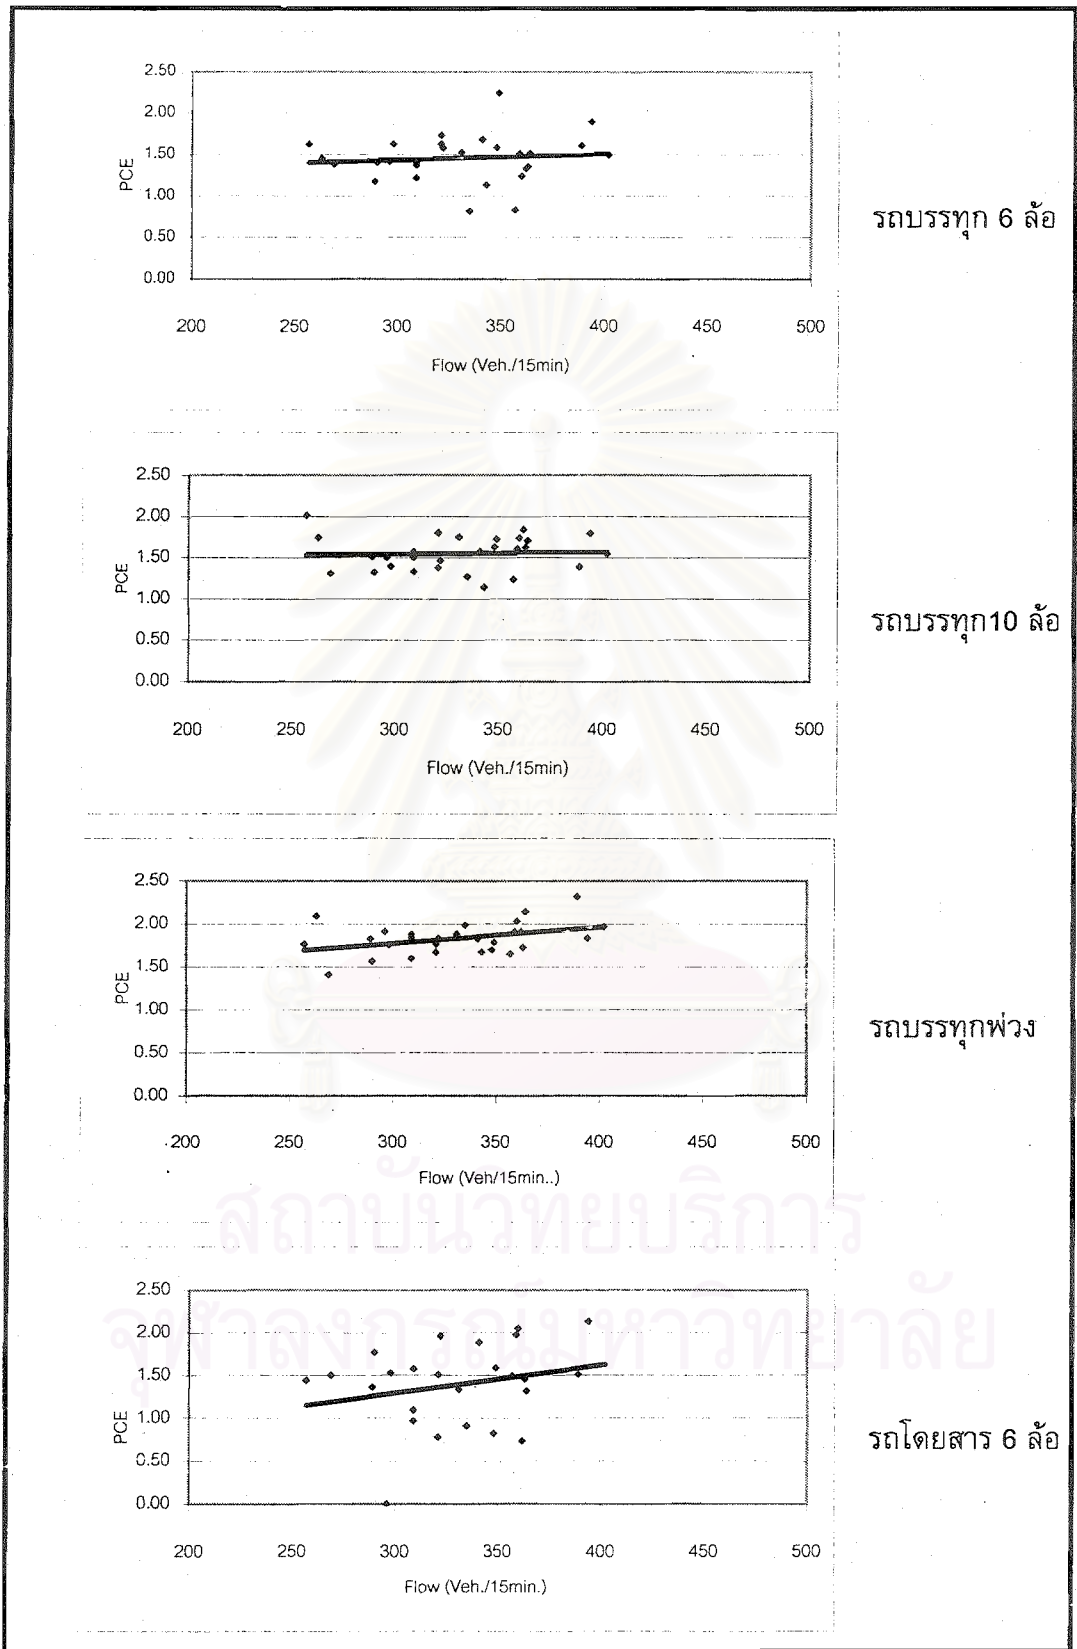 2.50
2.00
1.50
1.00
0.50
0.00
PCE
200 250 300 350 400 450 500
Flow (Veh./15min)
รถบรรทุก 6 ล้อ
2.50
2.00
1.50
1.00
0.50
0.00
PCE
200 250 300 350 400 450 500
Flow (Veh./15min)
รถบรรทุก10 ล้อ
2.50
2.00
1.50
1.00
0.50
0.00
PCE
200 250 300 350 400 450 500
Flow (Veh/15min..)
รถบรรทุกพ่วง
สถาบันวิทยบริการ
จุฬาลงกรณ์มหาวิทยาลัย
2.50
2.00
1.50
1.00
0.50
0.00
PCE
200 250 300 350 400 450 500
Flow (Veh./15min.)
รถโดยสาร 6 ล้อ